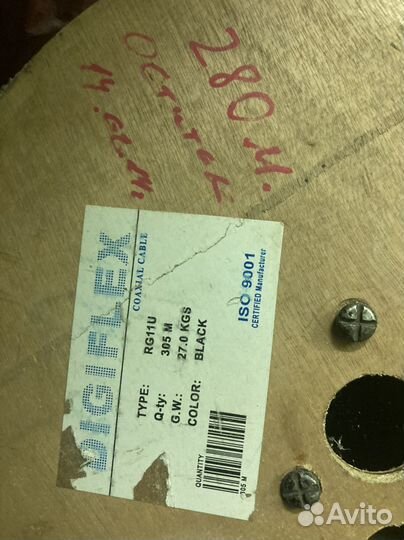 Остаток
280 м.
DIGIFLEX
COAXIAL CABLE
TYPE: RG11U
Q-ty: 305 M
G.W.: 27.0 KGS
COLOR: BLACK
ISO 9001
CERTIFIED Manufacturer
QUANTITY
305 M
Avito